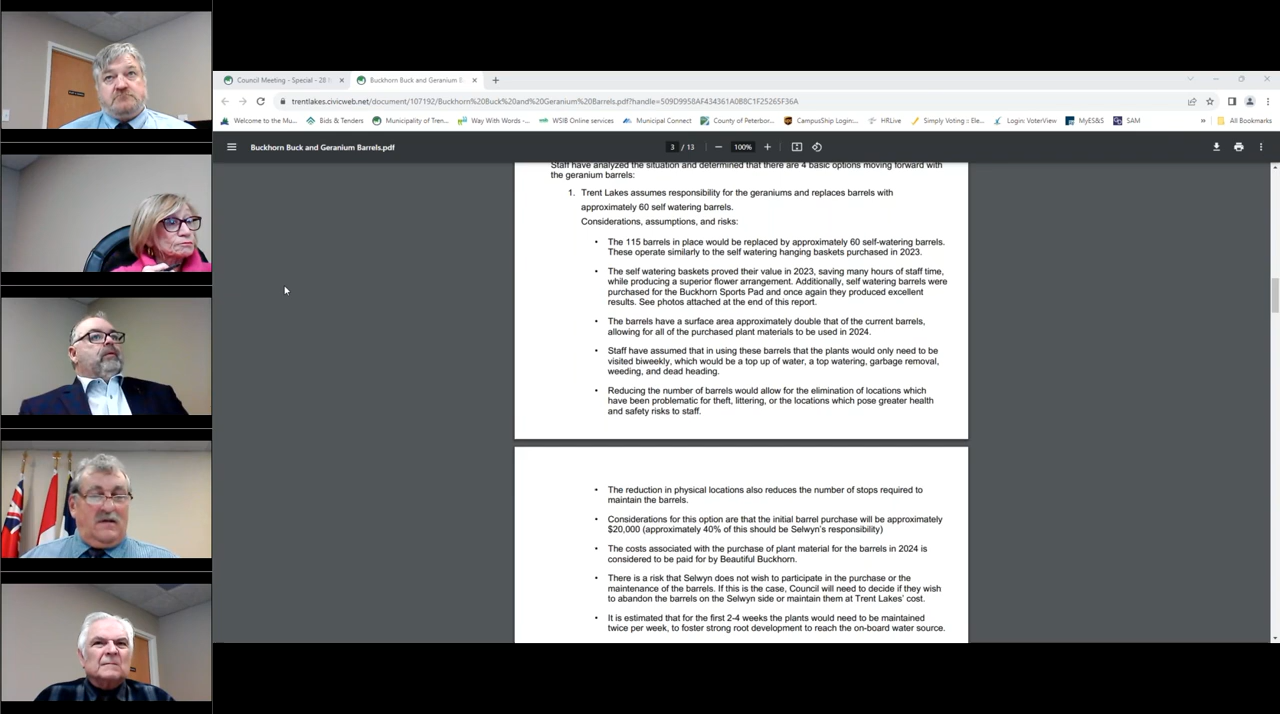 Council Meeting - Special - 28
Buckhorn Buck and Geranium B
trentlakes.civicweb.net/document/107192/Buckhorn%20Buck%20and%20Geranium%20Barrels.pdf?handle=509D9958AF434361A0B8C1F25265F36A
Welcome to the Mu...
Bids & Tenders
Municipality of Tren...
Way With Words -...
WSIB Online services
Municipal Connect
County of Peterbor...
CampusShip Login:...
HRLive
Simply Voting :: Ele...
Login: VoterView
MyES&S
SAM
»
All Bookmarks
Buckhorn Buck and Geranium Barrels.pdf
3 / 13
100%
Staff have analyzed the situation and determined that there are 4 basic options moving forward with
the geranium barrels:
1. Trent Lakes assumes responsibility for the geraniums and replaces barrels with
approximately 60 self watering barrels.
Considerations, assumptions, and risks:
• The 115 barrels in place would be replaced by approximately 60 self-watering barrels.
These operate similarly to the self watering hanging baskets purchased in 2023.
• The self watering baskets proved their value in 2023, saving many hours of staff time,
while producing a superior flower arrangement. Additionally, self watering barrels were
purchased for the Buckhorn Sports Pad and once again they produced excellent
results. See photos attached at the end of this report.
• The barrels have a surface area approximately double that of the current barrels,
allowing for all of the purchased plant materials to be used in 2024.
• Staff have assumed that in using these barrels that the plants would only need to be
visited biweekly, which would be a top up of water, a top watering, garbage removal,
weeding, and dead heading.
• Reducing the number of barrels would allow for the elimination of locations which
have been problematic for theft, littering, or the locations which pose greater health
and safety risks to staff.
• The reduction in physical locations also reduces the number of stops required to
maintain the barrels.
• Considerations for this option are that the initial barrel purchase will be approximately
$20,000 (approximately 40% of this should be Selwyn's responsibility)
• The costs associated with the purchase of plant material for the barrels in 2024 is
considered to be paid for by Beautiful Buckhorn.
• There is a risk that Selwyn does not wish to participate in the purchase or the
maintenance of the barrels. If this is the case, Council will need to decide if they wish
to abandon the barrels on the Selwyn side or maintain them at Trent Lakes' cost.
• It is estimated that for the first 2-4 weeks the plants would need to be maintained
twice per week, to foster strong root development to reach the on-board water source.